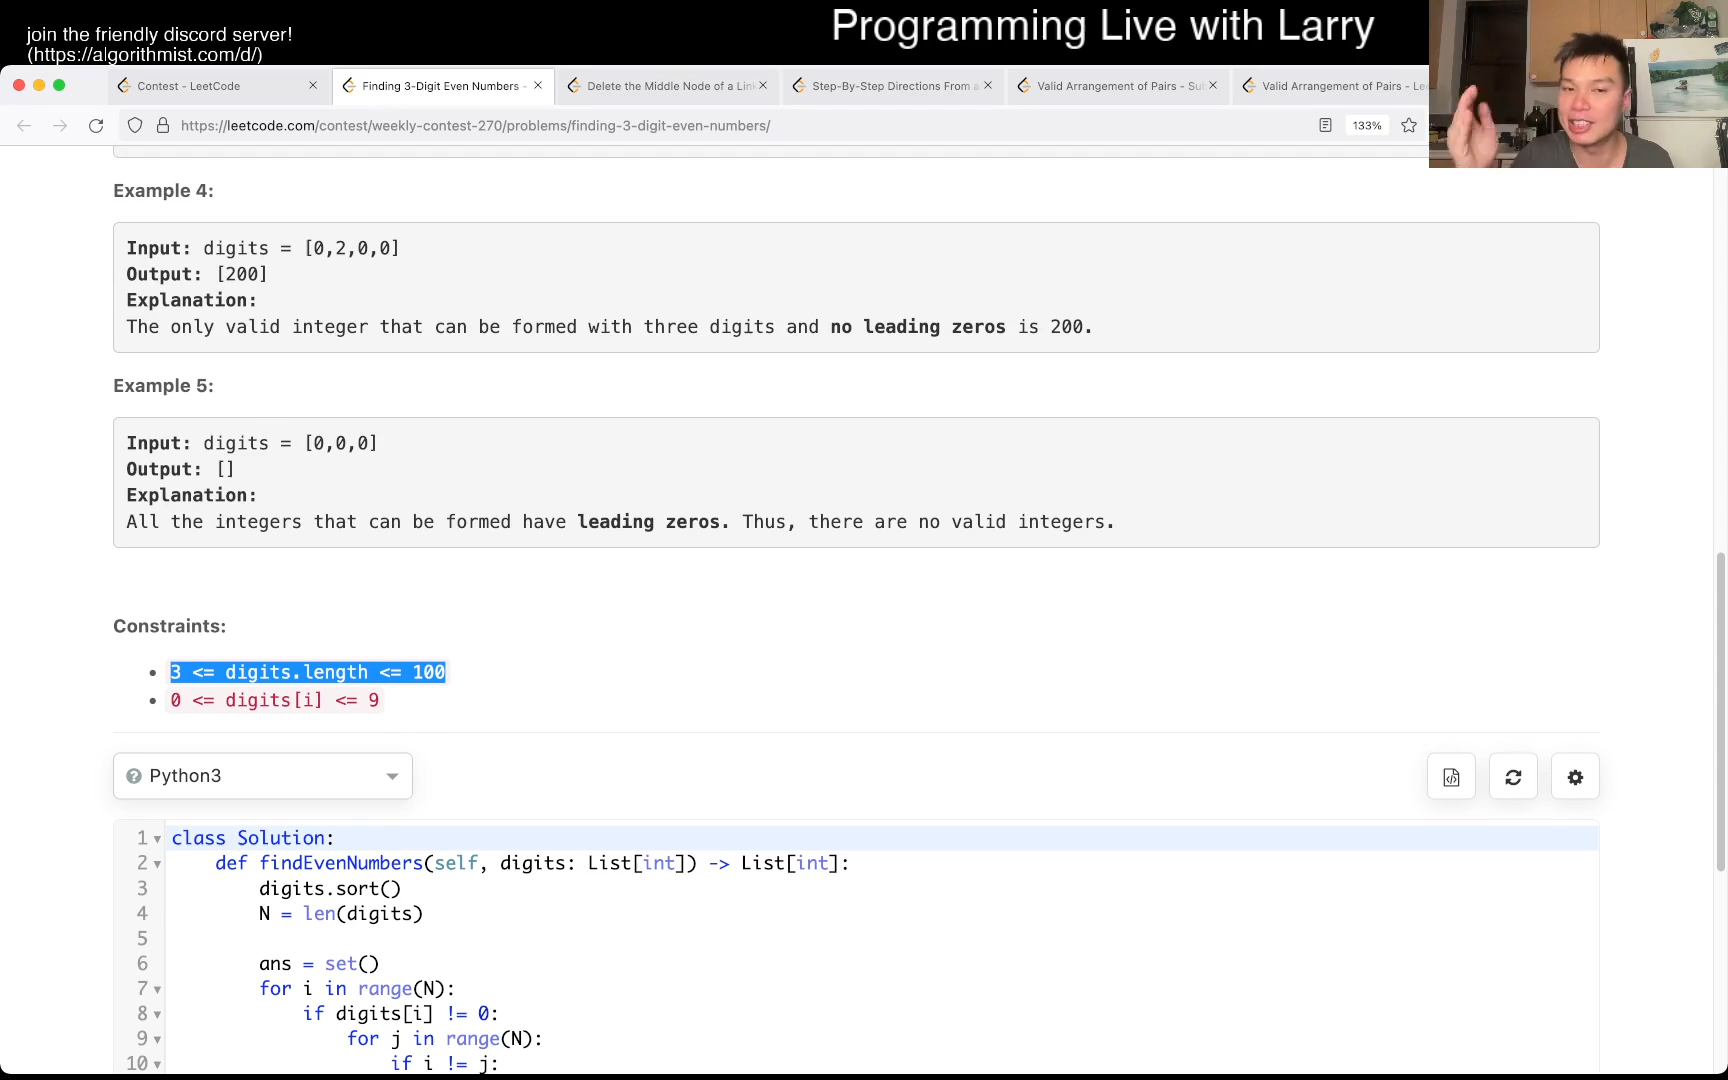 join the friendly discord server!
(https://algorithmist.com/d/)
Programming Live with Larry
Contest - LeetCode
Finding 3-Digit Even Numbers -
Delete the Middle Node of a Lin
Step-By-Step Directions From a
Valid Arrangement of Pairs - Su
Valid Arrangement of Pairs - Le
https://leetcode.com/contest/weekly-contest-270/problems/finding-3-digit-even-numbers/
133%
Example 4:
Input: digits = [0,2,0,0]
Output: [200]
Explanation:
The only valid integer that can be formed with three digits and no leading zeros is 200.
Example 5:
Input: digits = [0,0,0]
Output: []
Explanation:
All the integers that can be formed have leading zeros. Thus, there are no valid integers.
Constraints:
• 3 <= digits.length <= 100
• 0 <= digits[i] <= 9
Python3
1 class Solution:
2 def findEvenNumbers(self, digits: List[int]) -> List[int]:
3 digits.sort()
4 N = len(digits)
5
6 ans = set()
7 for i in range(N):
8 if digits[i] != 0:
9 for j in range(N):
10 if i != j: